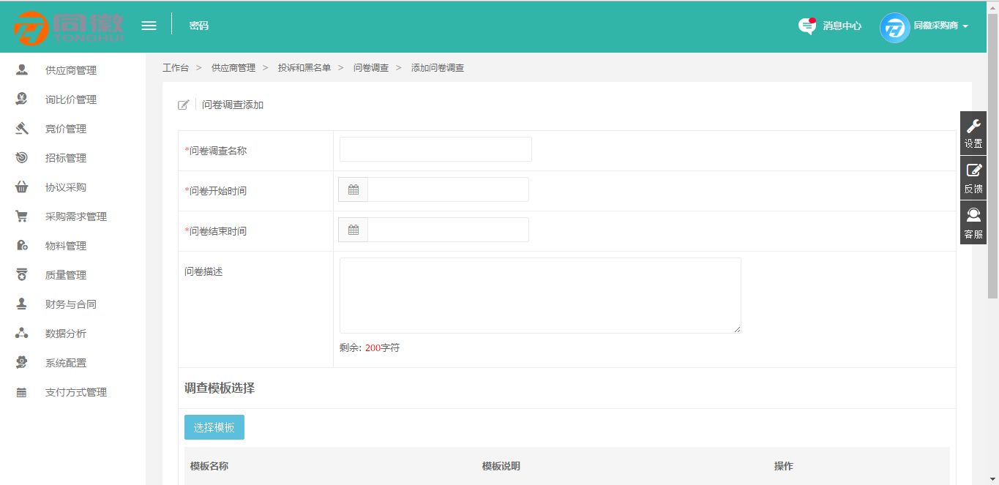 同徽 TONGHUI
密码
消息中心
同徽采购商
供应商管理
询比价管理
竞价管理
招标管理
协议采购
采购需求管理
物料管理
质量管理
财务与合同
数据分析
系统配置
支付方式管理
工作台 > 供应商管理 > 投诉和黑名单 > 问卷调查 > 添加问卷调查
问卷调查添加
*问卷调查名称
*问卷开始时间
*问卷结束时间
问卷描述
剩余: 200字符
调查模板选择
选择模板
模板名称 模板说明 操作
设置
反馈
客服